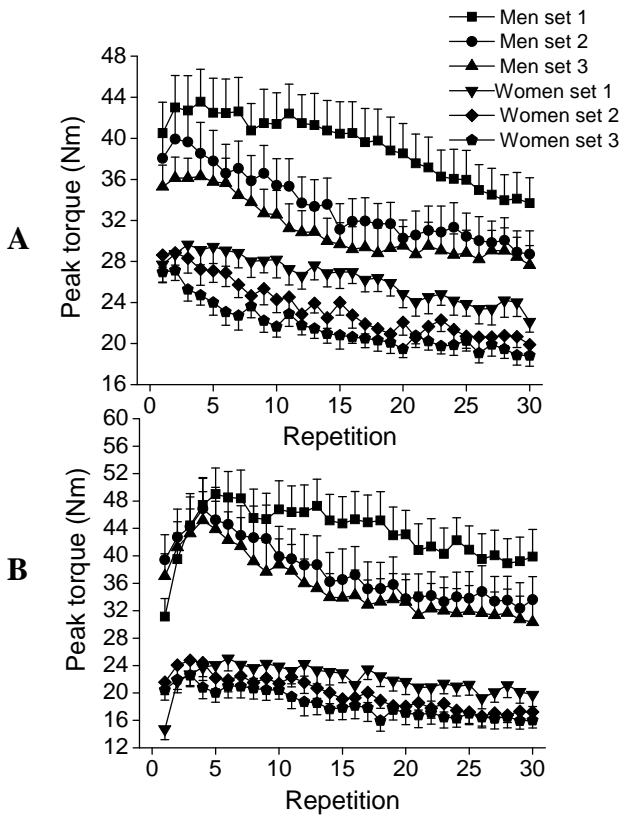 Men set 1
Men set 2
Men set 3
Women set 1
Women set 2
Women set 3
A
Peak torque (Nm)
48
44
40
36
32
28
24
20
16
0 5 10 15 20 25 30
Repetition
B
Peak torque (Nm)
60
56
52
48
44
40
36
32
28
24
20
16
12
0 5 10 15 20 25 30
Repetition